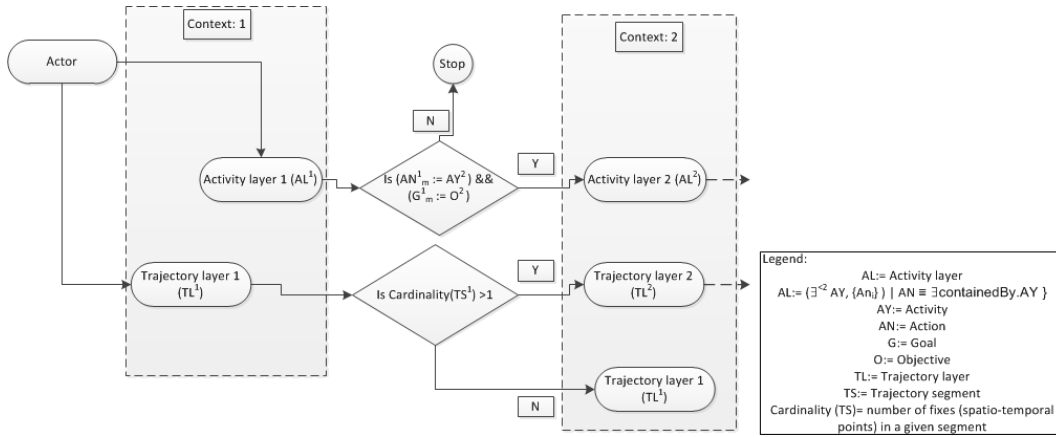 Context: 1
Context: 2
Actor
Stop
N
Activity layer 1 (AL¹)
Is (AN¹ₘ := AY²) &&
(G¹ₘ := O²)
Y
Activity layer 2 (AL²)
Trajectory layer 1
(TL¹)
Is Cardinality(TS¹) >1
Y
Trajectory layer 2
(TL²)
N
Trajectory layer 1
(TL¹)
Legend:
AL:= Activity layer
AL:= (∃<² AY, {Anᵢ} ) | AN ≡ ∃containedBy.AY }
AY:= Activity
AN:= Action
G:= Goal
O:= Objective
TL:= Trajectory layer
TS:= Trajectory segment
Cardinality (TS)= number of fixes (spatio-temporal
points) in a given segment